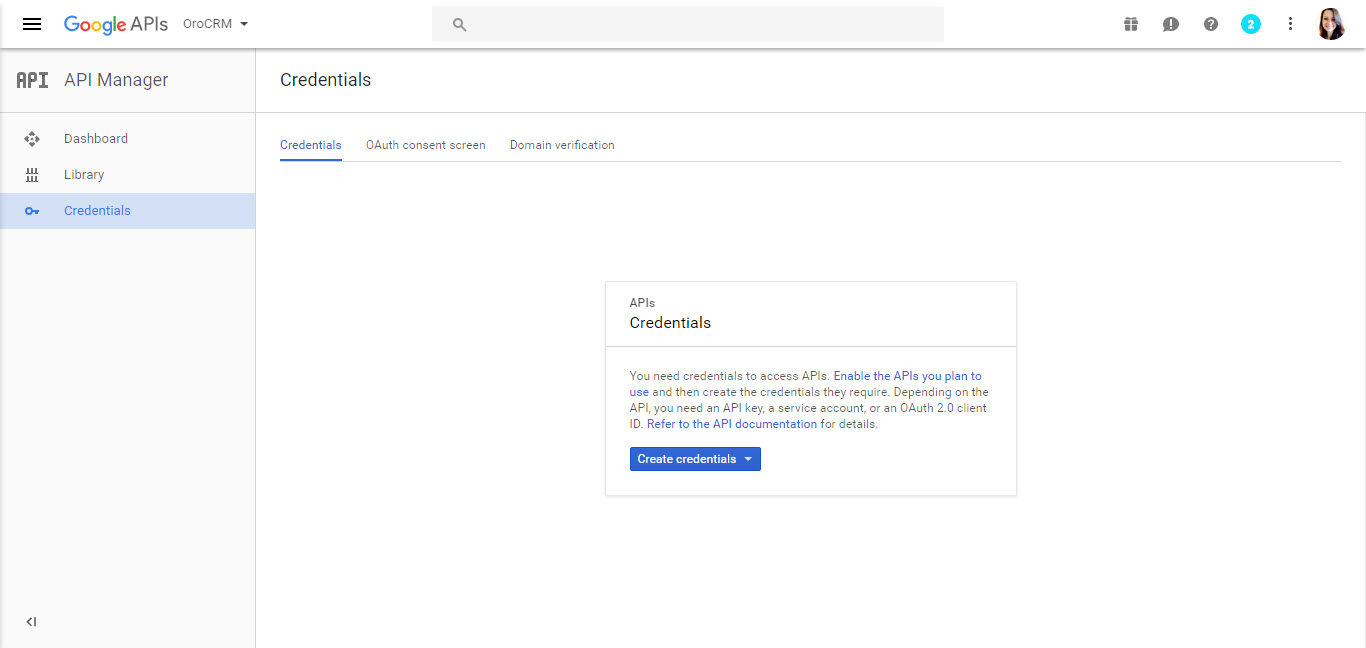 Google APIs OroCRM
2
API API Manager
Credentials
Dashboard
Library
Credentials
Credentials OAuth consent screen Domain verification
APIs
Credentials
You need credentials to access APIs. Enable the APIs you plan to
use and then create the credentials they require. Depending on the
API, you need an API key, a service account, or an OAuth 2.0 client
ID. Refer to the API documentation for details.
Create credentials